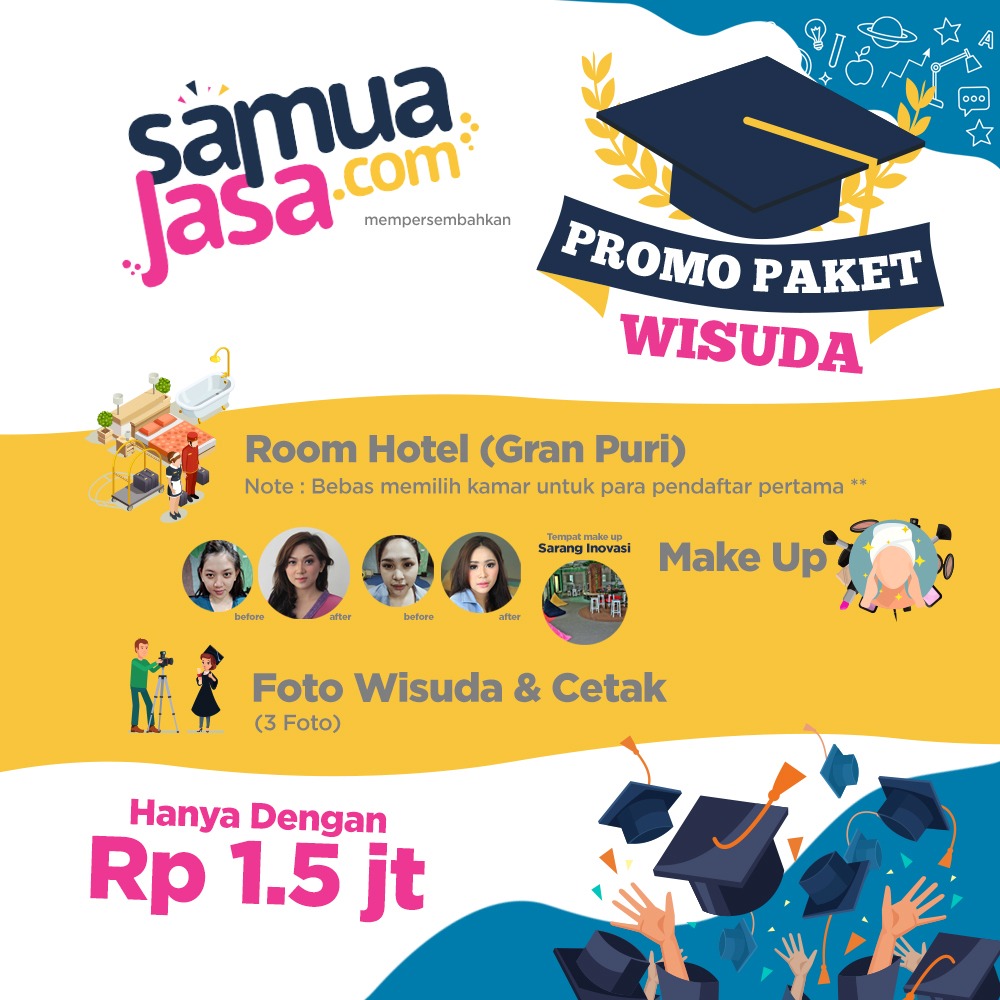 samua
jasa.com
mempersembahkan
PROMO PAKET
WISUDA
A
Room Hotel (Gran Puri)
Note : Bebas memilih kamar untuk para pendaftar pertama **
Tempat make up
Sarang Inovasi
Make Up
before
after
before
after
Foto Wisuda & Cetak
(3 Foto)
Hanya Dengan
Rp 1.5 jt